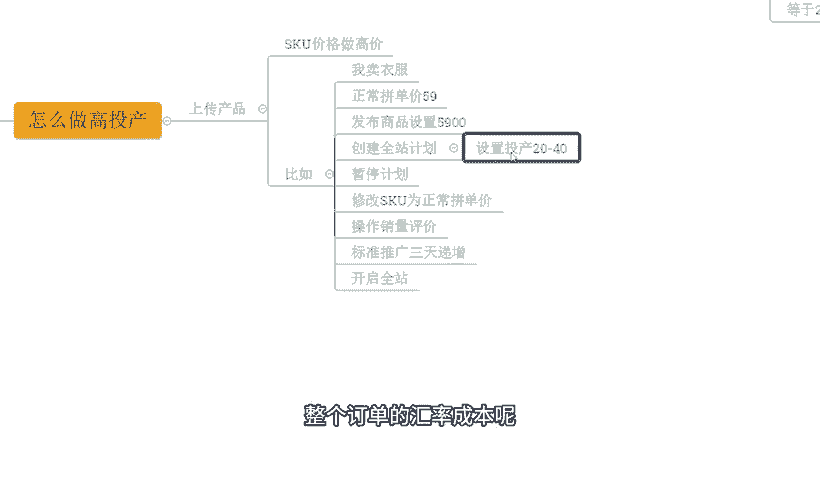 等于2
怎么做高投产
上传产品
SKU价格做高价
比如
我卖衣服
正常拼单价59
发布商品设置5900
创建全站计划
设置投产20-40
暂停计划
修改SKU为正常拼单价
操作销量评价
标准推广三天递增
开启全站
整个订单的汇率成本呢